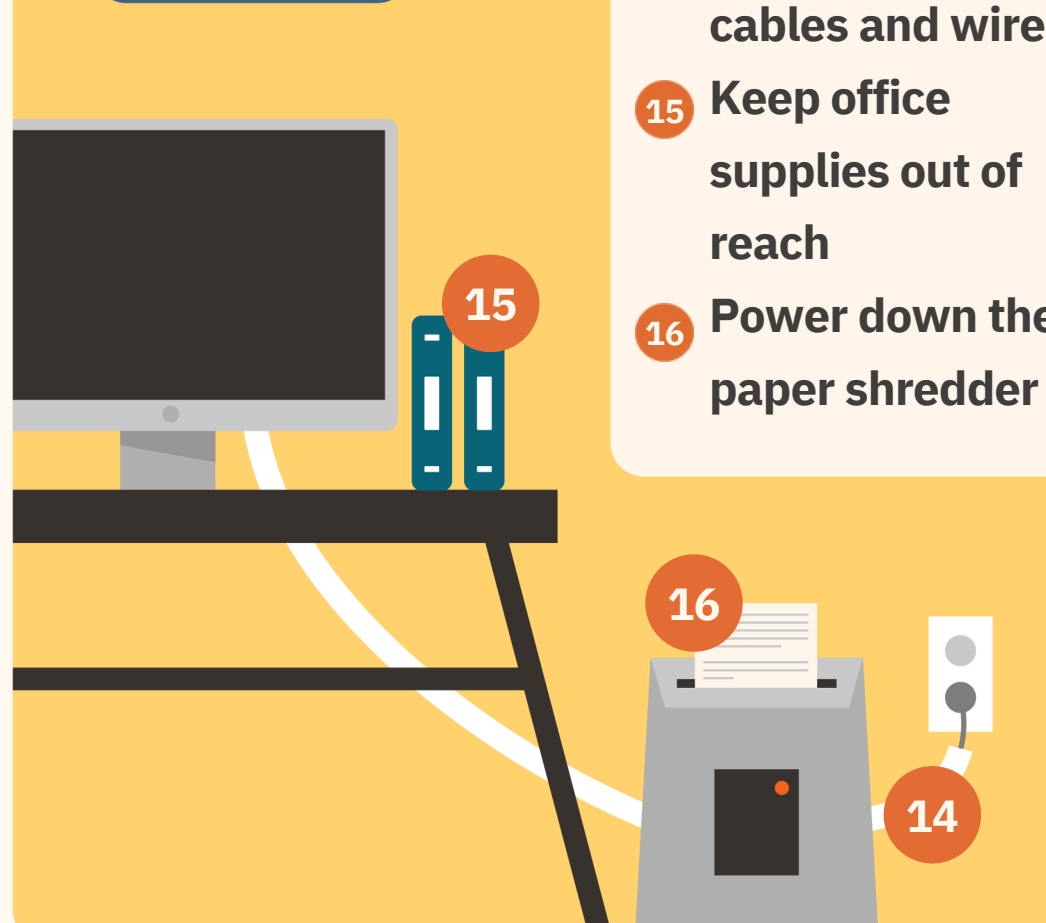 cables and wire
15 Keep office
supplies out of
reach
16 Power down the
paper shredder
15
16
14